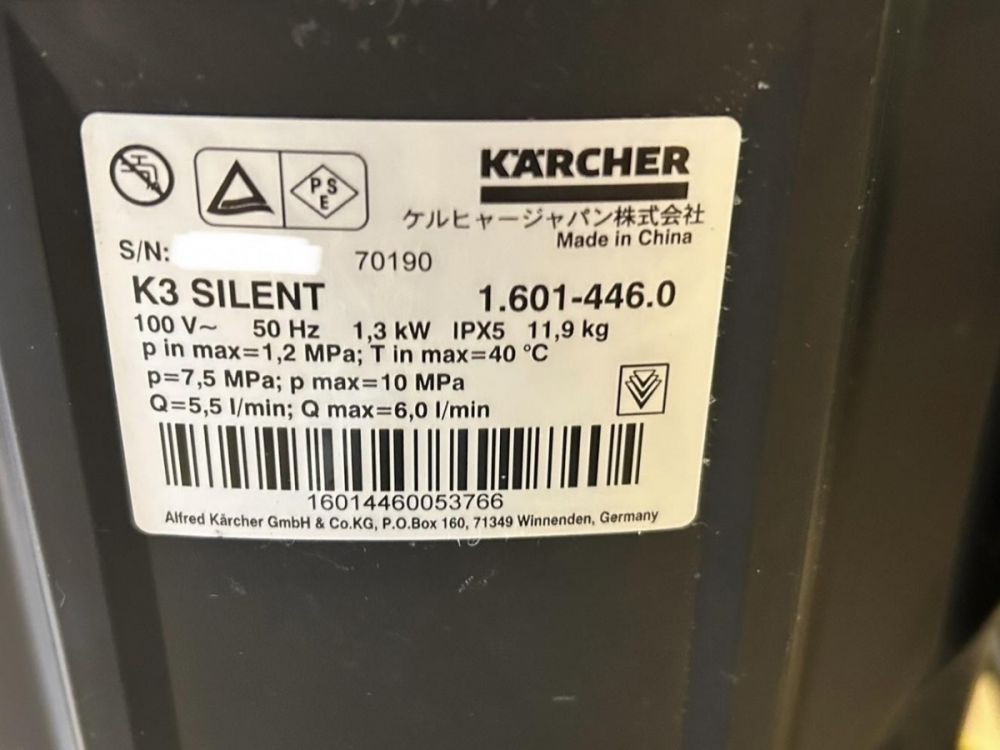 KÄRCHER
PSE
ケルヒャージャパン株式会社
Made in China
S/N:
70190
K3 SILENT 1.601-446.0
100 V~ 50 Hz 1,3 kW IPX5 11,9 kg
p in max=1,2 MPa; T in max=40 °C
p=7,5 MPa; p max=10 MPa
Q=5,5 l/min; Q max=6,0 l/min
16014460053766
Alfred Kärcher GmbH & Co.KG, P.O.Box 160, 71349 Winnenden, Germany